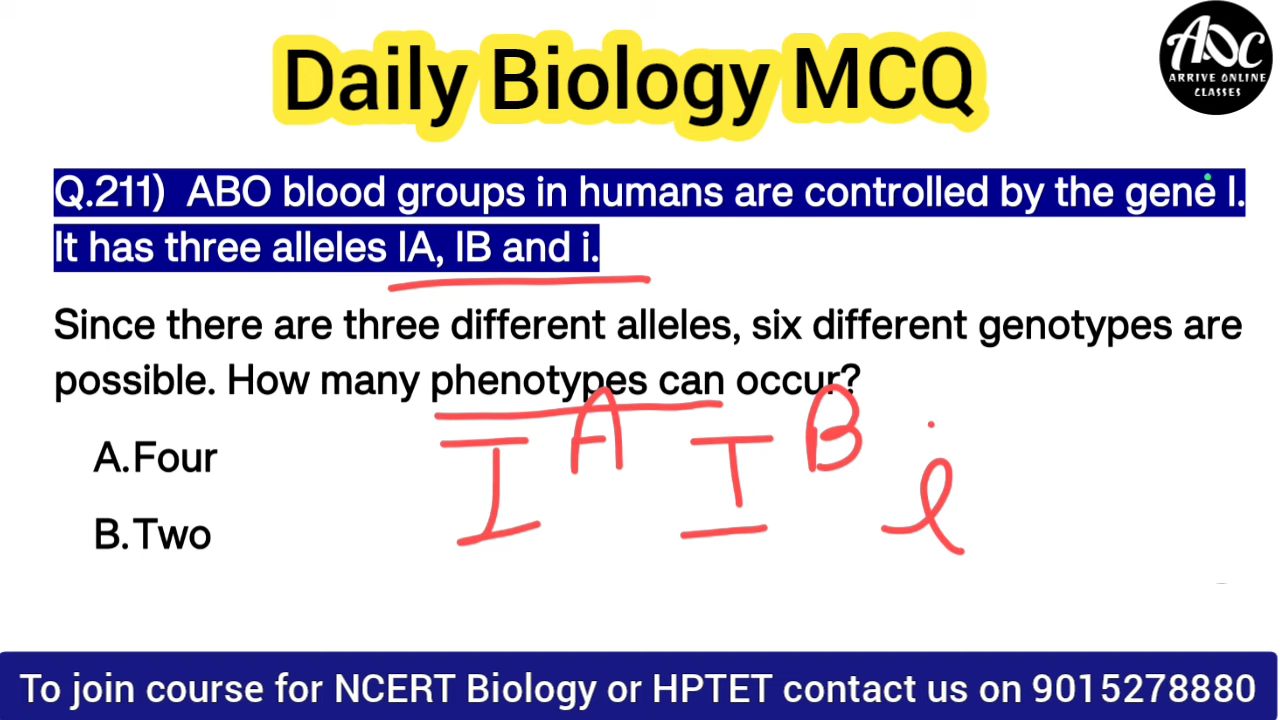 Daily Biology MCQ
AOC
ARRIVE ONLINE
CLASSES
Q.211) ABO blood groups in humans are controlled by the gene I.
It has three alleles IA, IB and i.
Since there are three different alleles, six different genotypes are
possible. How many phenotypes can occur?
A.Four
B.Two
I^A I^B i
To join course for NCERT Biology or HPTET contact us on 9015278880